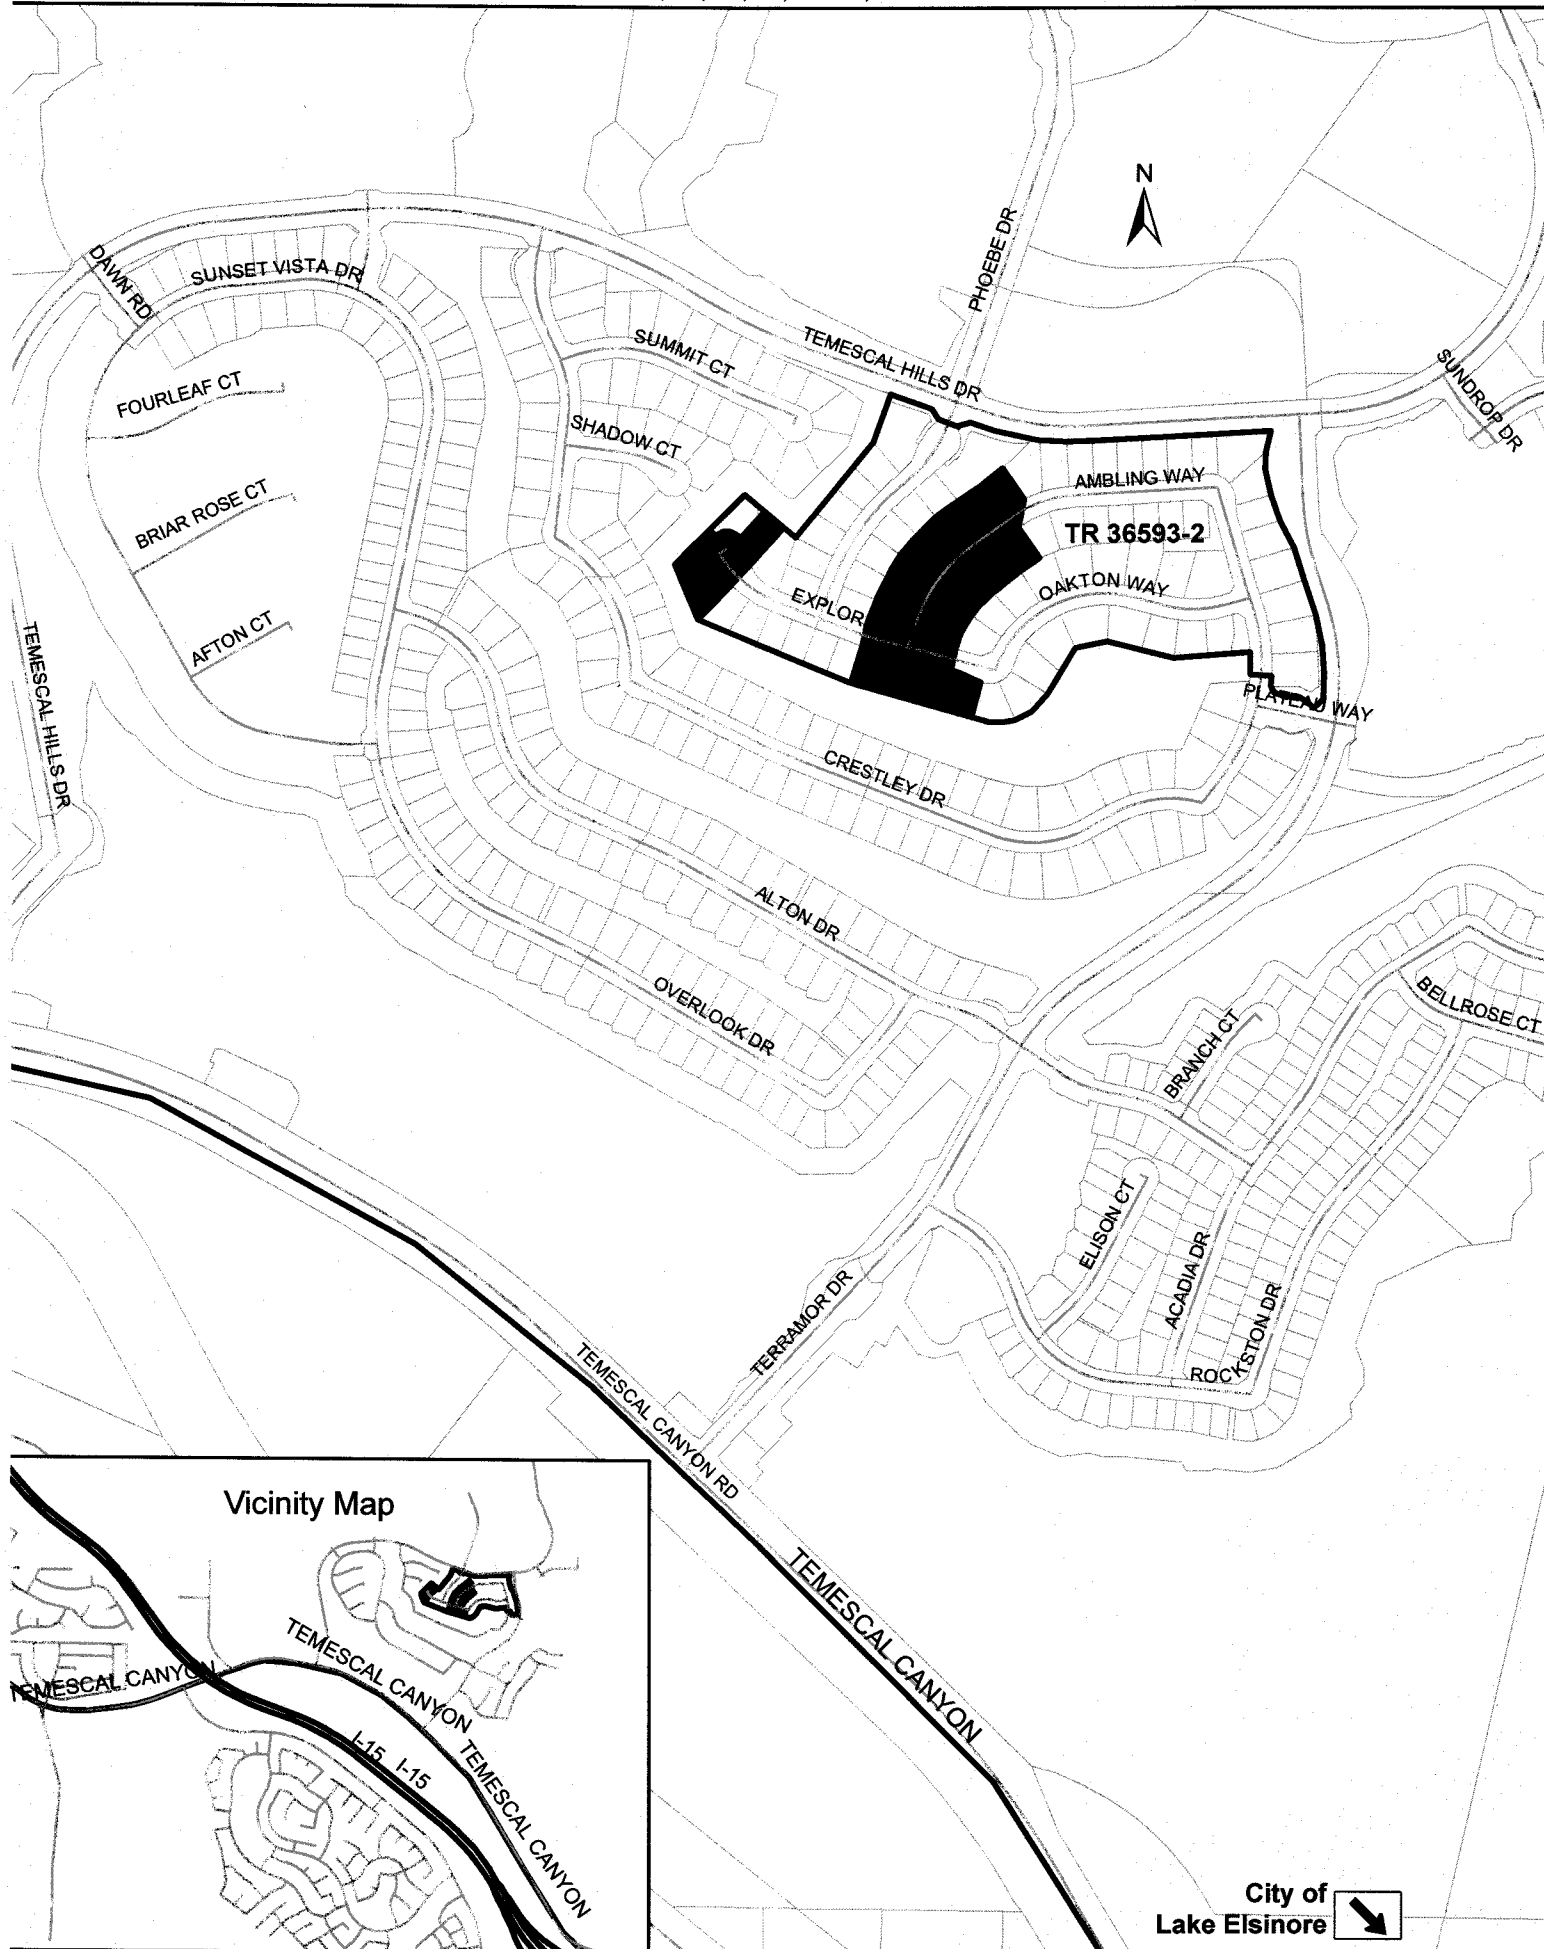 N
PHOEBE DR
DAWN RD
SUNSET VISTA DR
SUMMIT CT
TEMESCAL HILLS DR
SUNDROP DR
FOURLEAF CT
SHADOW CT
AMBLING WAY
BRIAR ROSE CT
TR 36593-2
OAKTON WAY
EXPLOR
AFTON CT
TEMESCAL HILLS DR
PLATEAU WAY
CRESTLEY DR
ALTON DR
OVERLOOK DR
BELLROSE CT
BRANCH CT
ELISON CT
ACADIA DR
TERRAMOR DR
ROCKSTON DR
TEMESCAL CANYON RD
TEMESCAL CANYON
Vicinity Map
TEMESCAL CANYON
TEMESCAL CANYON
I-15
I-15
TEMESCAL CANYON
City of
Lake Elsinore